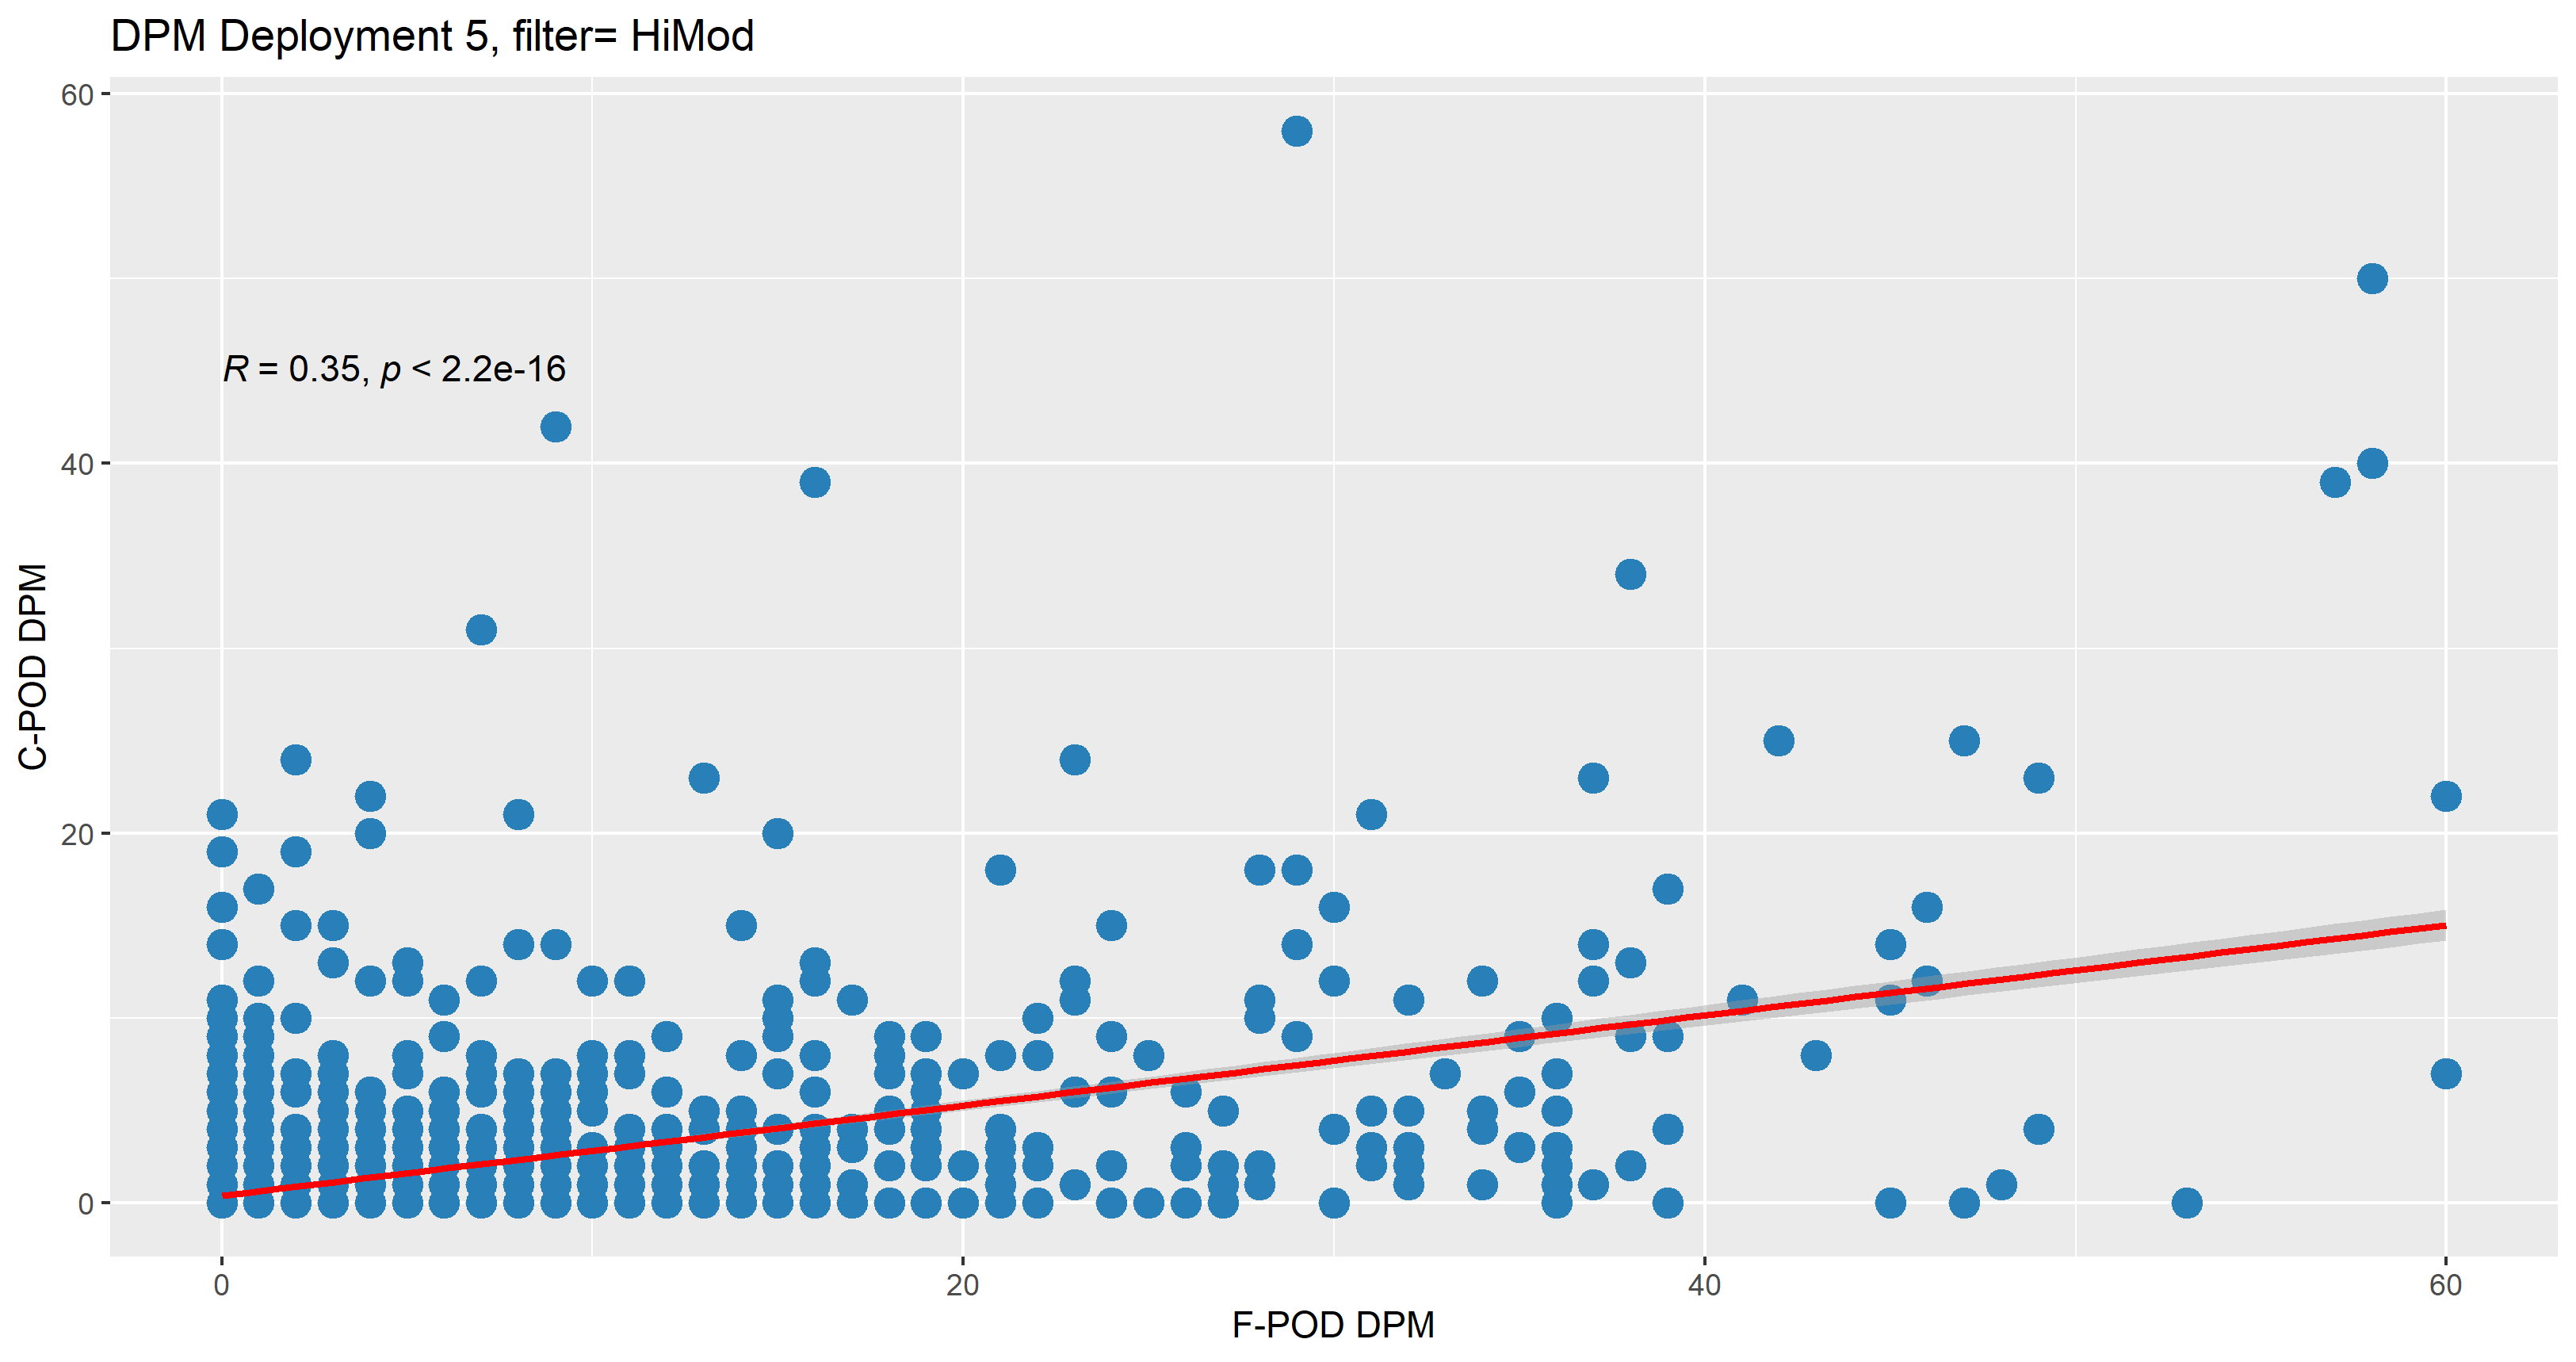 DPM Deployment 5, filter= HiMod
60
R = 0.35, p < 2.2e-16
40
C-POD DPM
20
0
0 20 40 60
F-POD DPM